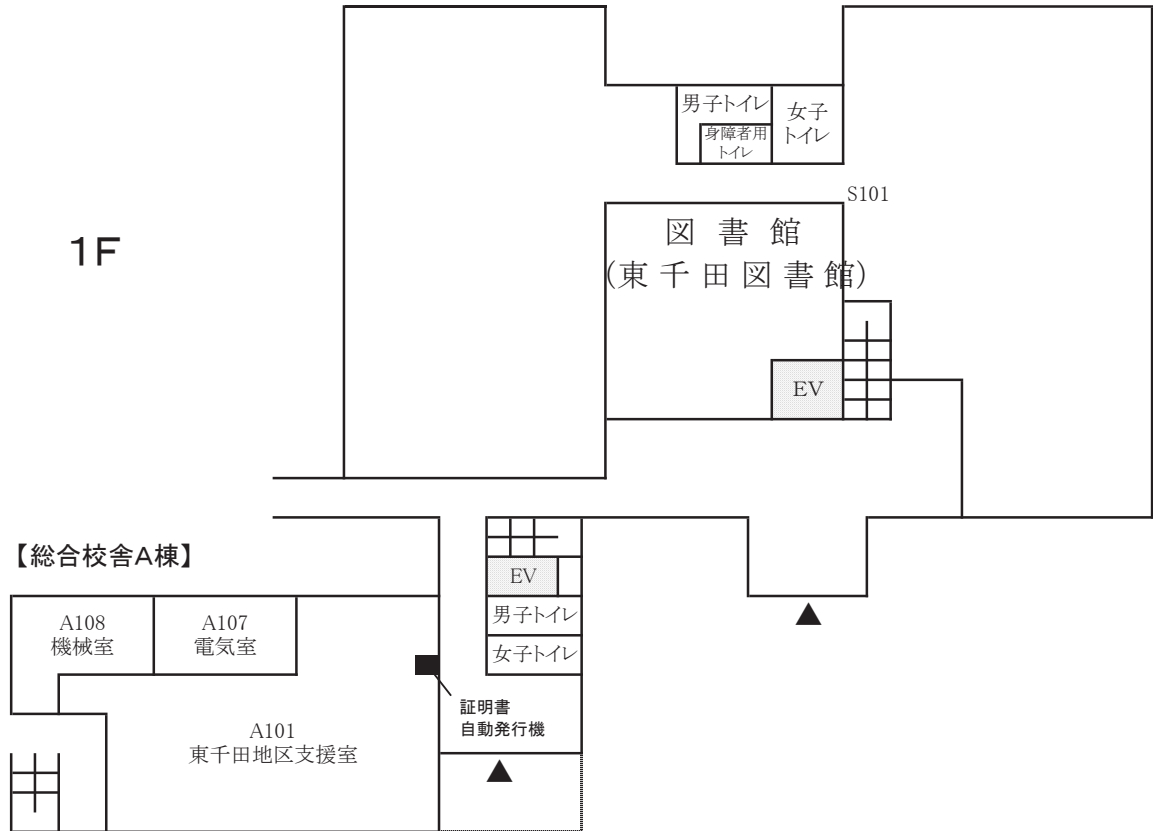 男子トイレ
身障者用
トイレ
女子
トイレ
S101
1F
図書館
(東千田図書館)
EV
【総合校舎A棟】
EV
A108
機械室
A107
電気室
男子トイレ
女子トイレ
証明書
自動発行機
A101
東千田地区支援室